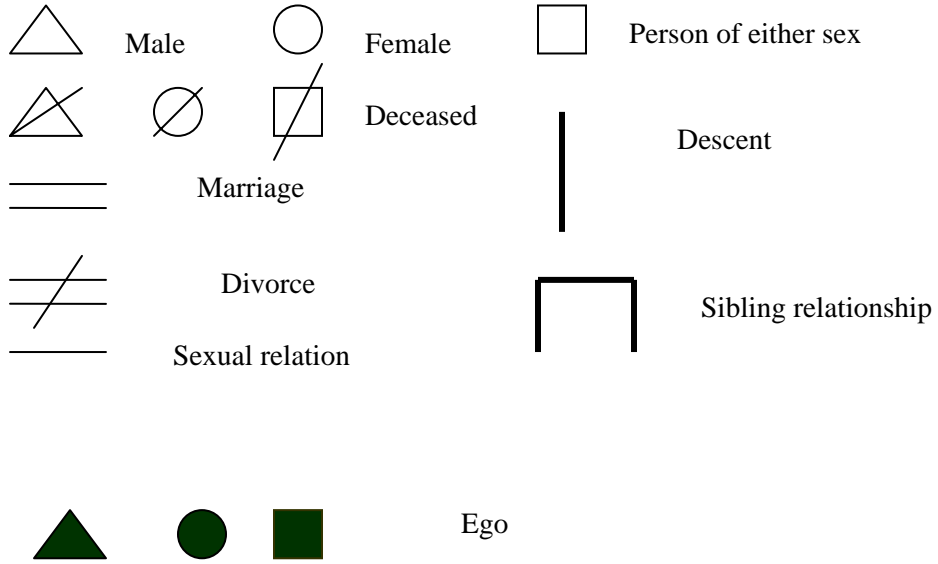 Male
Female
Person of either sex
Deceased
Descent
Marriage
Divorce
Sibling relationship
Sexual relation
Ego